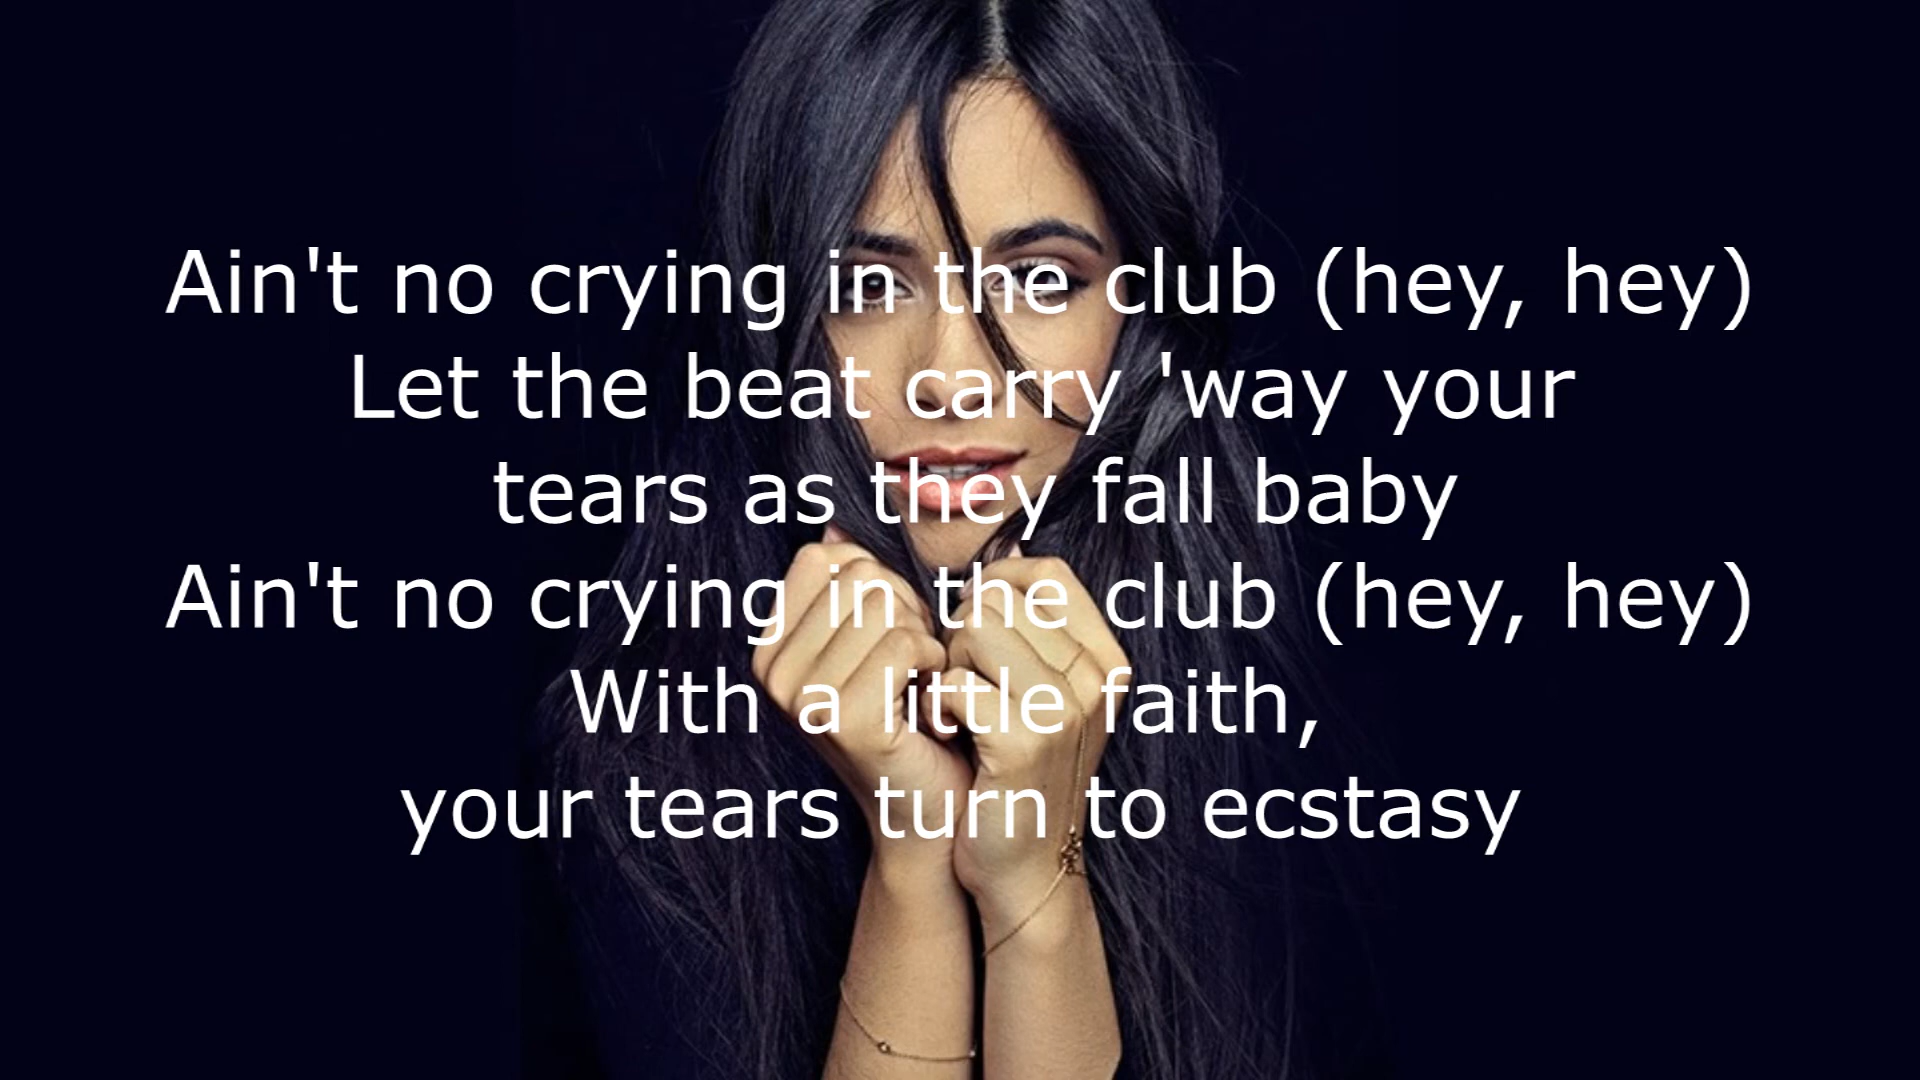 Ain't no crying in the club (hey, hey)
Let the beat carry 'way your
tears as they fall baby
Ain't no crying in the club (hey, hey)
With a little faith,
your tears turn to ecstasy